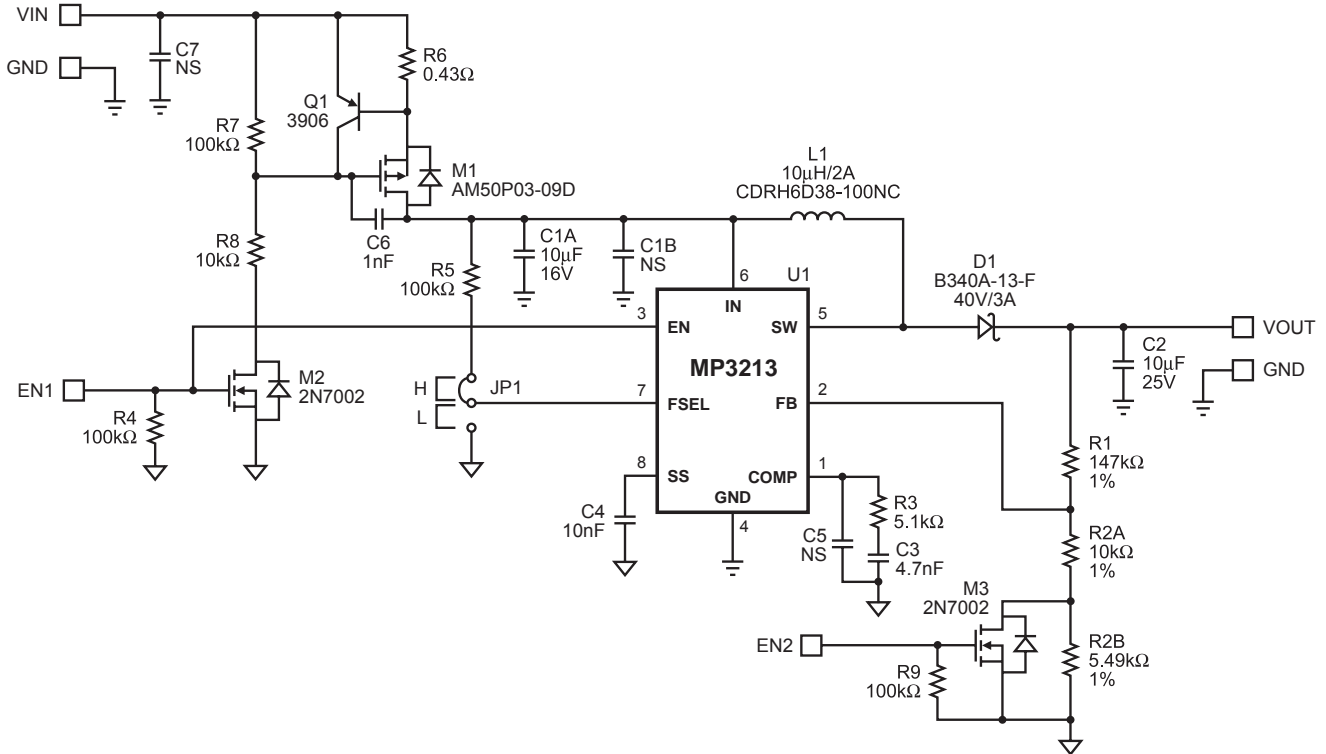 VIN
C7
NS
GND
R6
0.43Ω
Q1
3906
R7
100kΩ
M1
AM50P03-09D
L1
10µH/2A
CDRH6D38-100NC
R8
10kΩ
C6
1nF
R5
100kΩ
C1A
10µF
16V
C1B
NS
D1
B340A-13-F
40V/3A
U1
6
IN
3
EN
SW
5
VOUT
C2
10µF
25V
GND
MP3213
EN1
R4
100kΩ
M2
2N7002
H
L
JP1
7
FSEL
FB
2
R1
147kΩ
1%
8
SS
COMP
1
GND
4
C4
10nF
R3
5.1kΩ
C5
NS
C3
4.7nF
R2A
10kΩ
1%
M3
2N7002
EN2
R9
100kΩ
R2B
5.49kΩ
1%